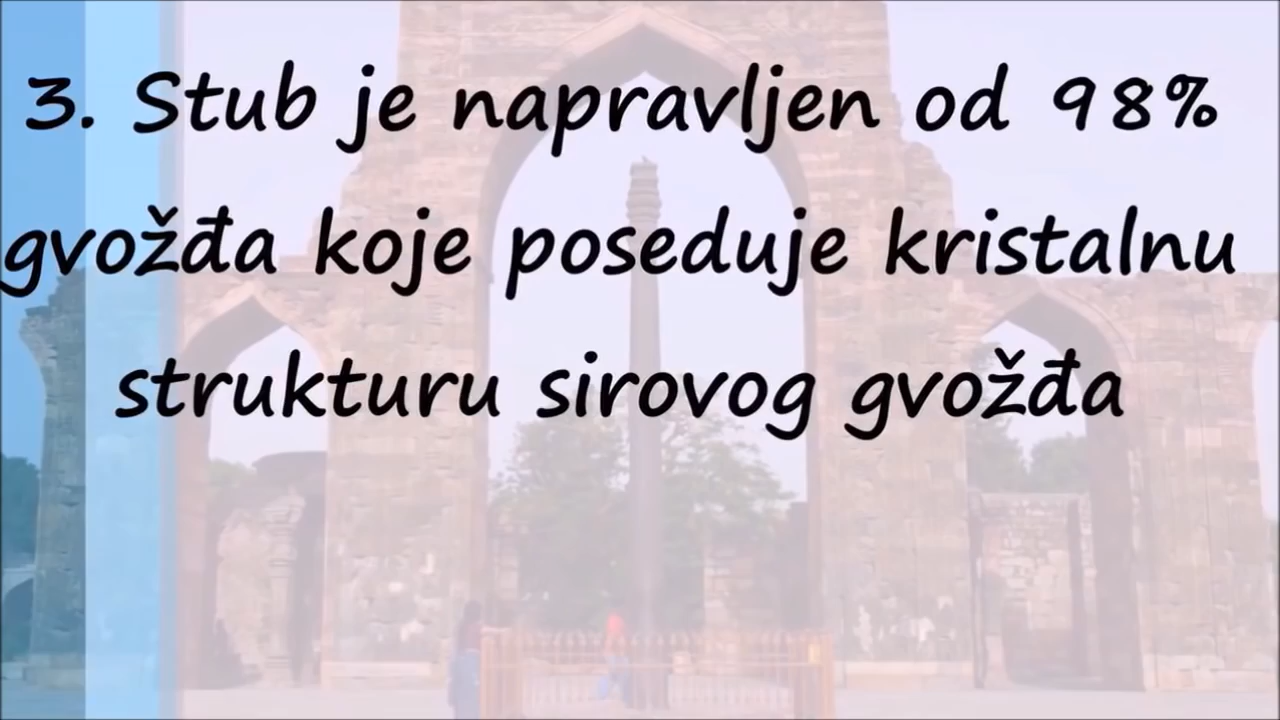 3. Stub je napravljen od 98%
gvožđa koje poseduje kristalnu
strukturu sirovog gvožđa